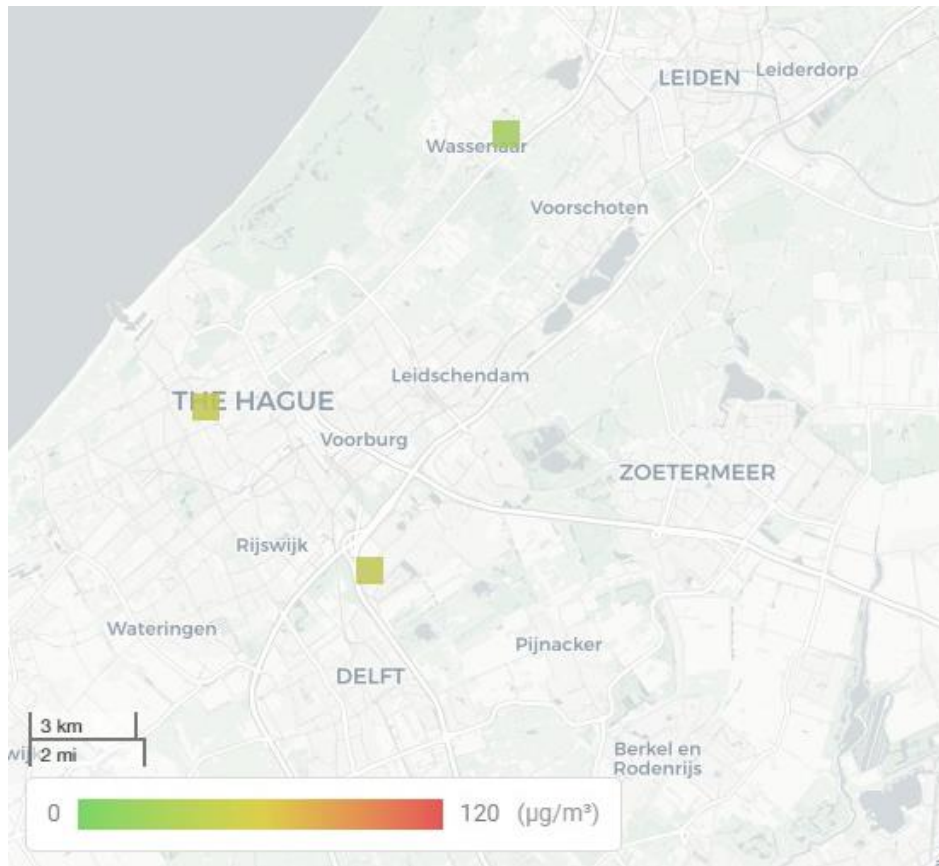 LEIDEN
Leiderdorp
Wassenaar
Voorschoten
Leidschendam
THE HAGUE
Voorburg
ZOETERMEER
Rijswijk
Wateringen
Pijnacker
DELFT
3 km
2 mi
Berkel en
Rodenrijs
0 120 (µg/m³)